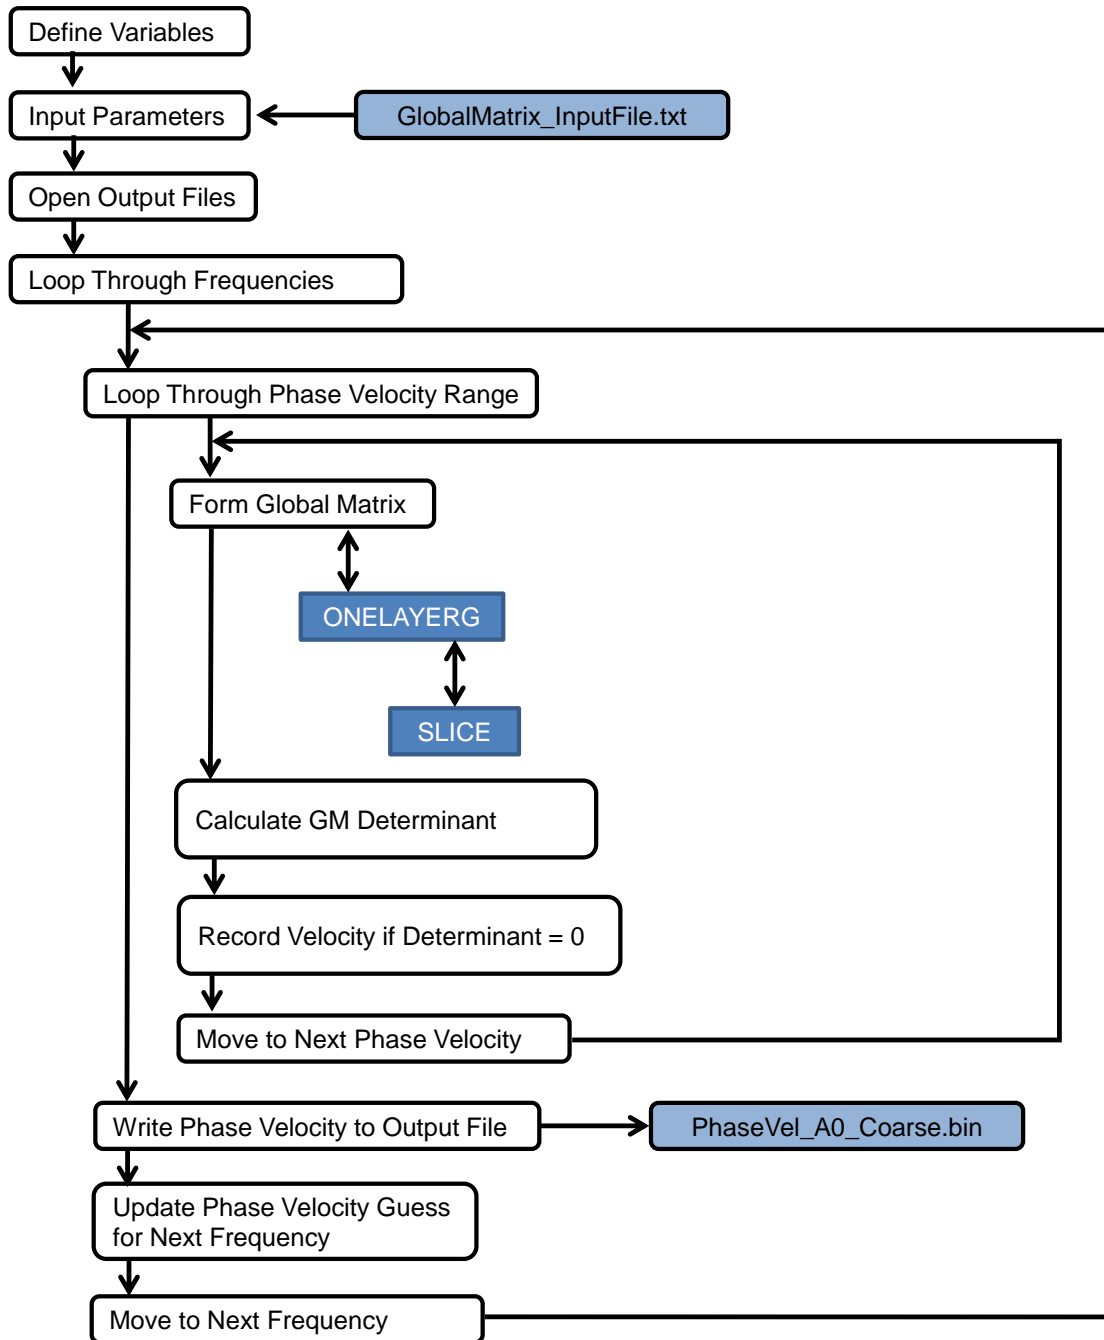 Define Variables
Input Parameters
GlobalMatrix_InputFile.txt
Open Output Files
Loop Through Frequencies
Loop Through Phase Velocity Range
Form Global Matrix
ONELAYERG
SLICE
Calculate GM Determinant
Record Velocity if Determinant = 0
Move to Next Phase Velocity
Write Phase Velocity to Output File
PhaseVel_A0_Coarse.bin
Update Phase Velocity Guess
for Next Frequency
Move to Next Frequency